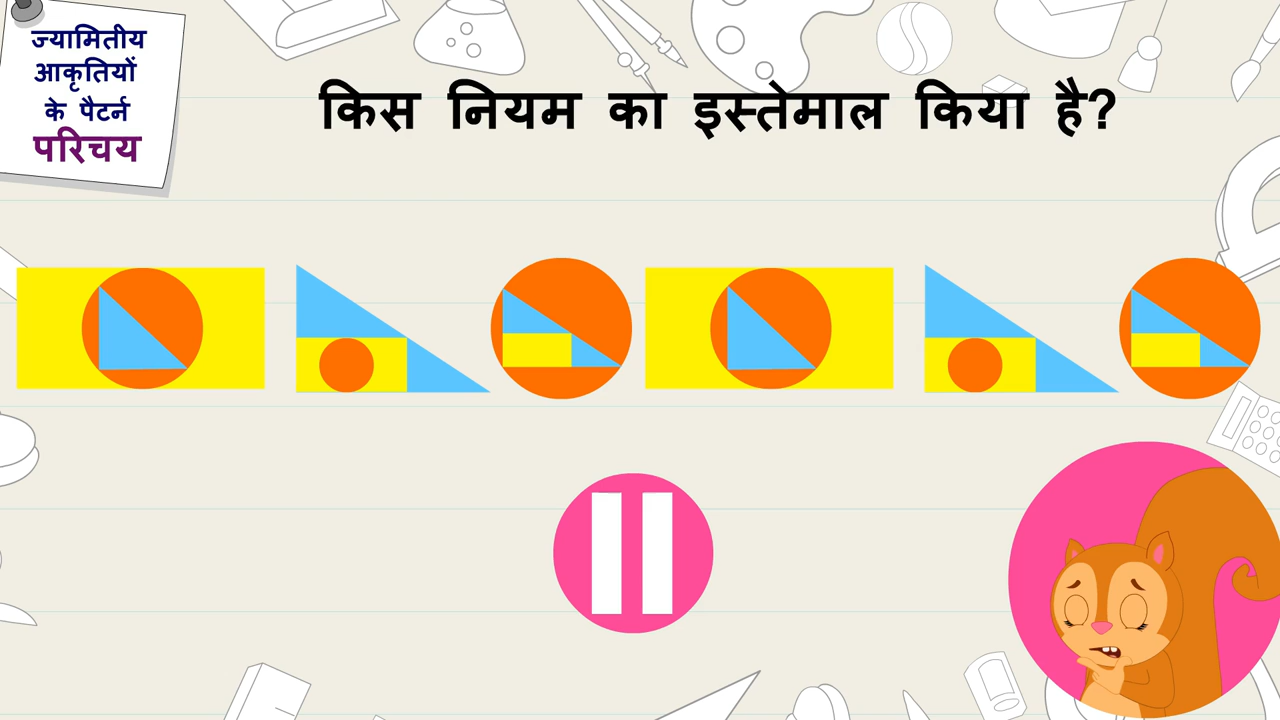 ज्यामितीय
आकृतियों
के पैटर्न
परिचय
किस नियम का इस्तेमाल किया है?